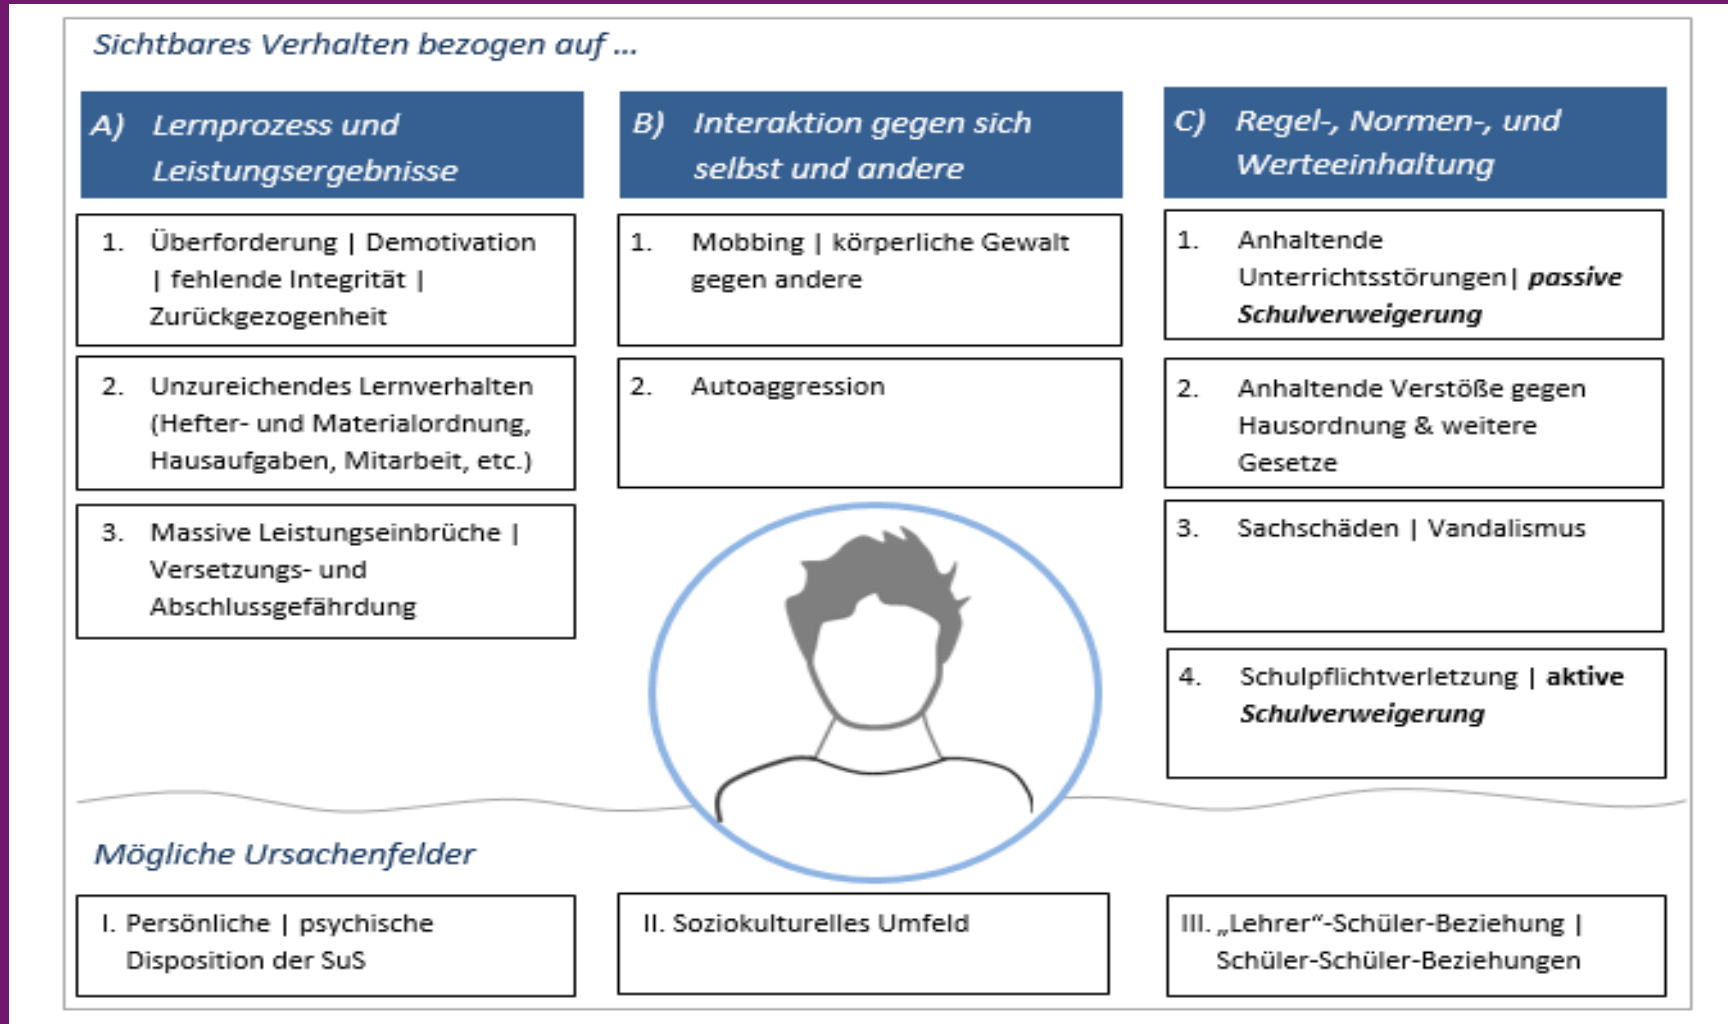 Sichtbares Verhalten bezogen auf ...
A) Lernprozess und
Leistungsergebnisse
1. Überforderung | Demotivation
| fehlende Integrität |
Zurückgezogenheit
2. Unzureichendes Lernverhalten
(Hefter- und Materialordnung,
Hausaufgaben, Mitarbeit, etc.)
3. Massive Leistungseinbrüche |
Versetzungs- und
Abschlussgefährdung
B) Interaktion gegen sich
selbst und andere
1. Mobbing | körperliche Gewalt
gegen andere
2. Autoaggression
C) Regel-, Normen-, und
Werteeinhaltung
1. Anhaltende
Unterrichtsstörungen| passive
Schulverweigerung
2. Anhaltende Verstöße gegen
Hausordnung & weitere
Gesetze
3. Sachschäden | Vandalismus
4. Schulpflichtverletzung | aktive
Schulverweigerung
Mögliche Ursachenfelder
I. Persönliche | psychische
Disposition der SuS
II. Soziokulturelles Umfeld
III. „Lehrer“-Schüler-Beziehung |
Schüler-Schüler-Beziehungen